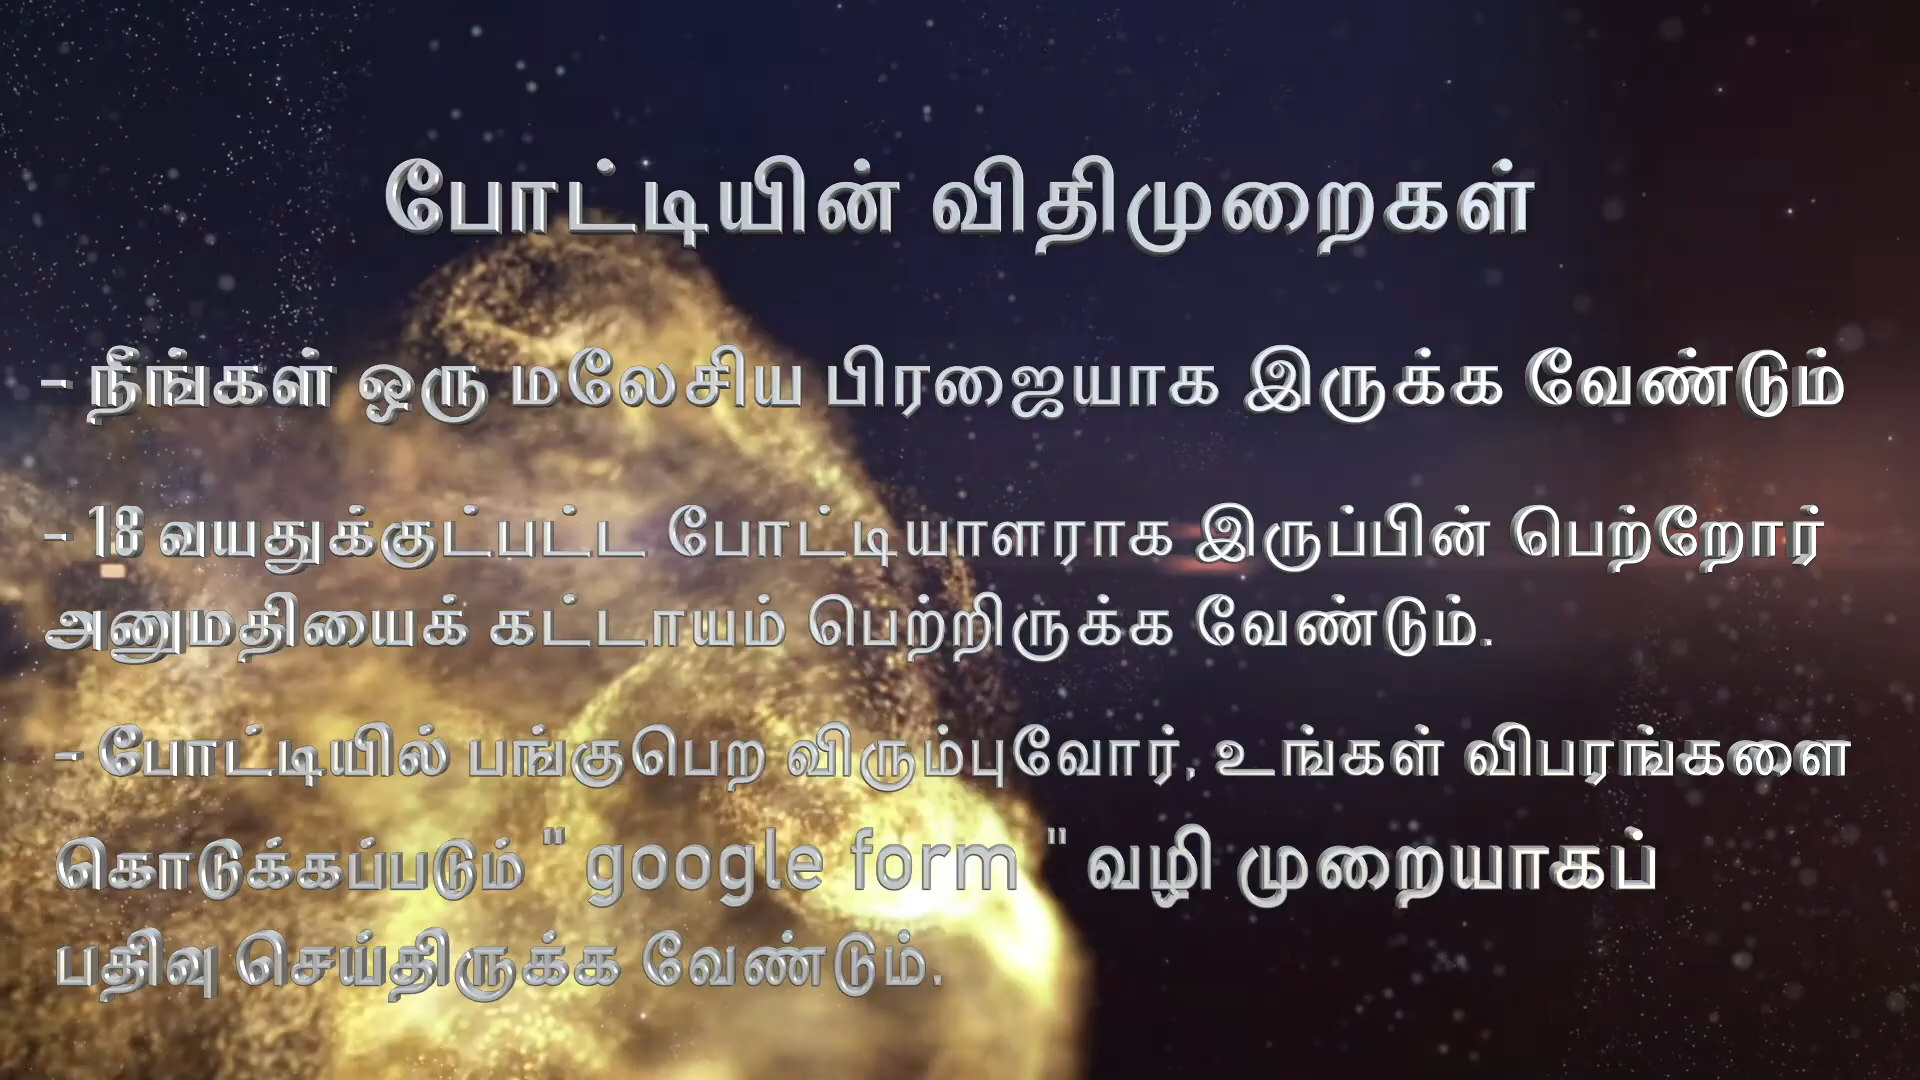 போட்டியின் விதிமுறைகள்
- நீங்கள் ஒரு மலேசிய பிரஜையாக இருக்க வேண்டும்
- 18 வயதுக்குட்பட்ட போட்டியாளராக இருப்பின் பெற்றோர்
அனுமதியைக் கட்டாயம் பெற்றிருக்க வேண்டும்.
- போட்டியில் பங்குபெற விரும்புவோர், உங்கள் விபரங்களை
கொடுக்கப்படும் " google form " வழி முறையாகப்
பதிவு செய்திருக்க வேண்டும்.